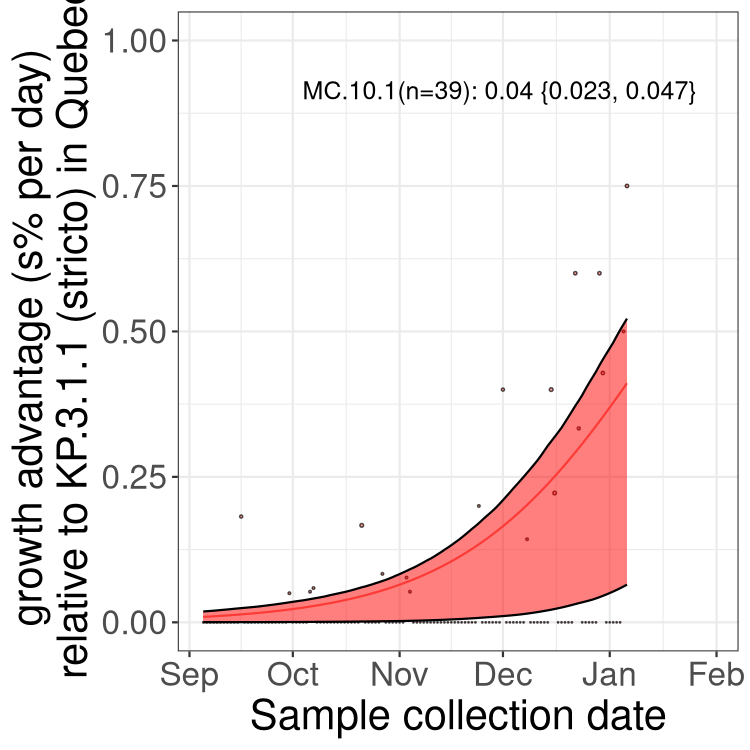 growth advantage (s% per day)
relative to KP.3.1.1 (stricto) in Quebec
1.00
0.75
0.50
0.25
0.00
MC.10.1(n=39): 0.04 {0.023, 0.047}
Sep Oct Nov Dec Jan Feb
Sample collection date